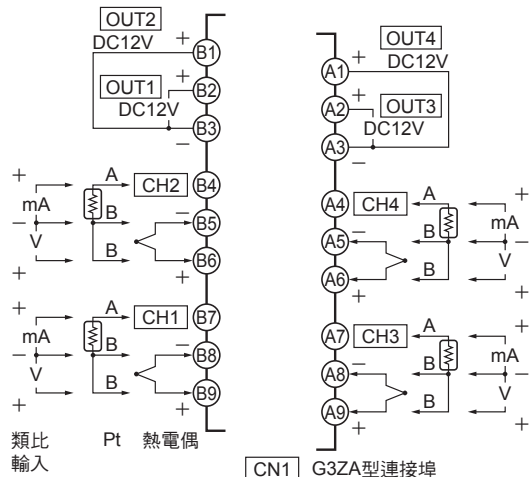 OUT2
DC12V
+
B1
OUT1
+
B2
DC12V
B3
−
+
mA
−
V
+
A
B
B
CH2
B4
−
B5
B6
+
+
mA
−
V
+
A
B
B
CH1
B7
−
B8
B9
+
類比
輸入
Pt
熱電偶
OUT4
+
DC12V
A1
+
OUT3
A2
DC12V
A3
−
A4
CH4
A
+
−
A5
B
mA
−
V
A6
B
+
+
A7
CH3
A
+
−
A8
B
mA
−
V
A9
B
+
+
CN1 G3ZA型連接埠